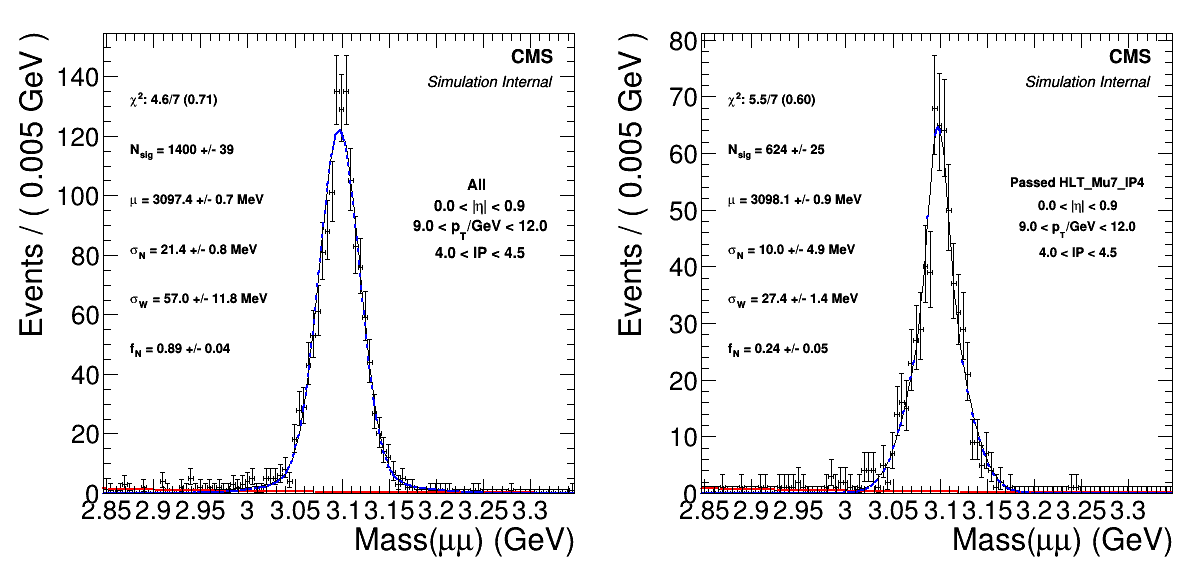 CMS
Simulation Internal
χ²: 4.6/7 (0.71)
N_sig = 1400 +/- 39
μ = 3097.4 +/- 0.7 MeV
σ_N = 21.4 +/- 0.8 MeV
σ_W = 57.0 +/- 11.8 MeV
f_N = 0.89 +/- 0.04
All
0.0 < |η| < 0.9
9.0 < p_T/GeV < 12.0
4.0 < IP < 4.5
Events / ( 0.005 GeV )
140
120
100
80
60
40
20
0
2.85 2.9 2.95 3 3.05 3.1 3.15 3.2 3.25 3.3
Mass(μμ) (GeV)
CMS
Simulation Internal
χ²: 5.5/7 (0.60)
N_sig = 624 +/- 25
μ = 3098.1 +/- 0.9 MeV
σ_N = 10.0 +/- 4.9 MeV
σ_W = 27.4 +/- 1.4 MeV
f_N = 0.24 +/- 0.05
Passed HLT_Mu7_IP4
0.0 < |η| < 0.9
9.0 < p_T/GeV < 12.0
4.0 < IP < 4.5
Events / ( 0.005 GeV )
80
70
60
50
40
30
20
10
0
2.85 2.9 2.95 3 3.05 3.1 3.15 3.2 3.25 3.3
Mass(μμ) (GeV)